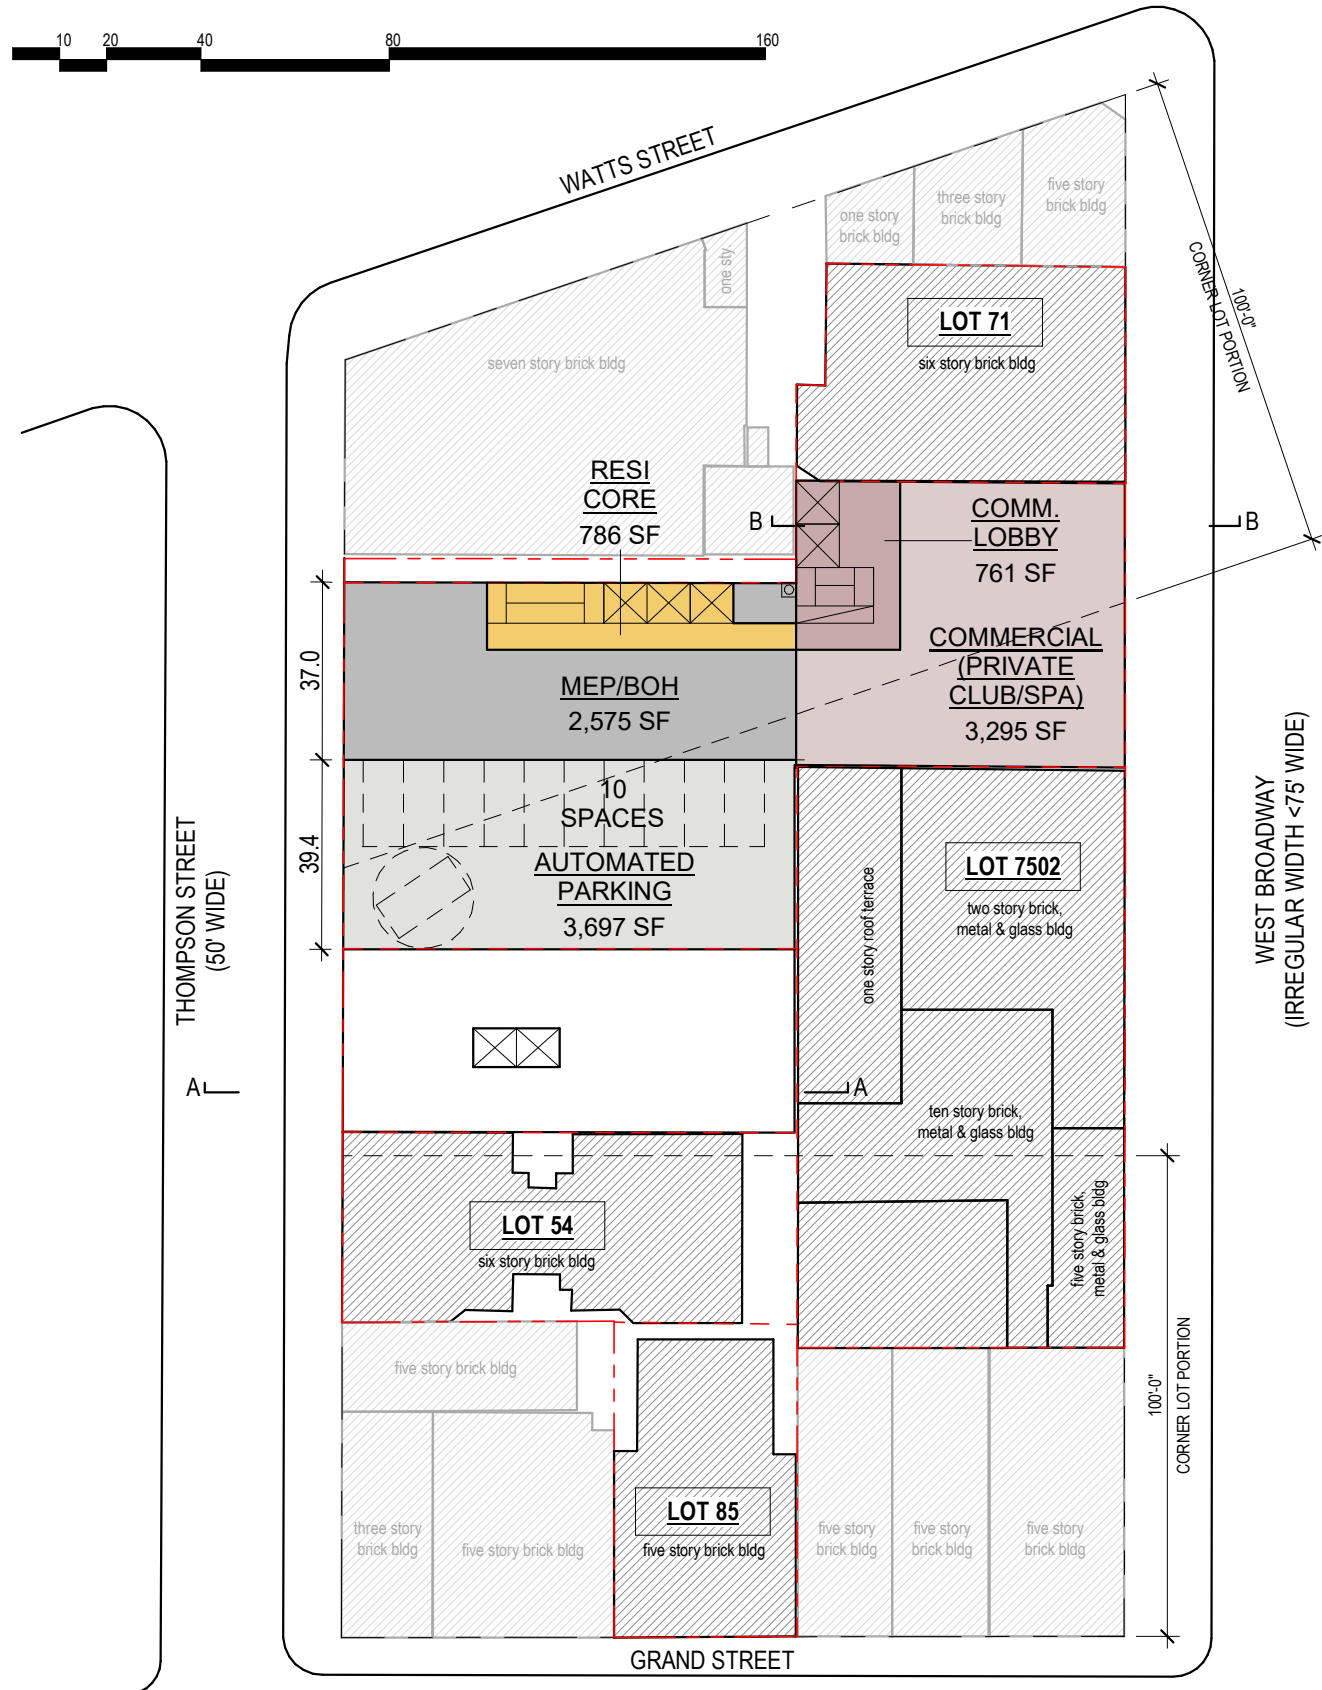 10
20
40
80
160
WATTS STREET
one story
brick bldg
three story
brick bldg
five story
brick bldg
one sty.
100'-0"
CORNER LOT PORTION
LOT 71
six story brick bldg
seven story brick bldg
RESI
CORE
786 SF
B
COMM.
LOBBY
761 SF
B
COMMERCIAL
(PRIVATE
CLUB/SPA)
3,295 SF
37.0
MEP/BOH
2,575 SF
39.4
10
SPACES
AUTOMATED
PARKING
3,697 SF
THOMPSON STREET
(50' WIDE)
one story roof terrace
LOT 7502
two story brick,
metal & glass bldg
WEST BROADWAY
(IRREGULAR WIDTH <75' WIDE)
A
A
ten story brick,
metal & glass bldg
five story brick,
metal & glass bldg
LOT 54
six story brick bldg
five story brick bldg
100'-0"
CORNER LOT PORTION
three story
brick bldg
five story brick bldg
LOT 85
five story brick bldg
five story
brick bldg
five story
brick bldg
five story
brick bldg
GRAND STREET